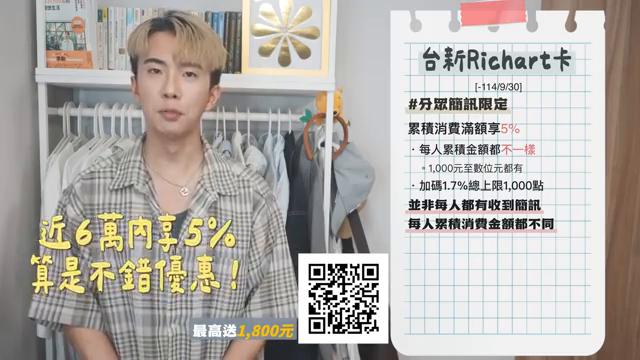 台新Richart卡
[-114/9/30]
#分眾簡訊限定
累積消費滿額享5%
・每人累積金額都不一樣
▫1,000元至數位元都有
・加碼1.7%總上限1,000點
並非每人都有收到簡訊
每人累積消費金額都不同
近6萬內享5%
算是不錯優惠！
最高送1,800元